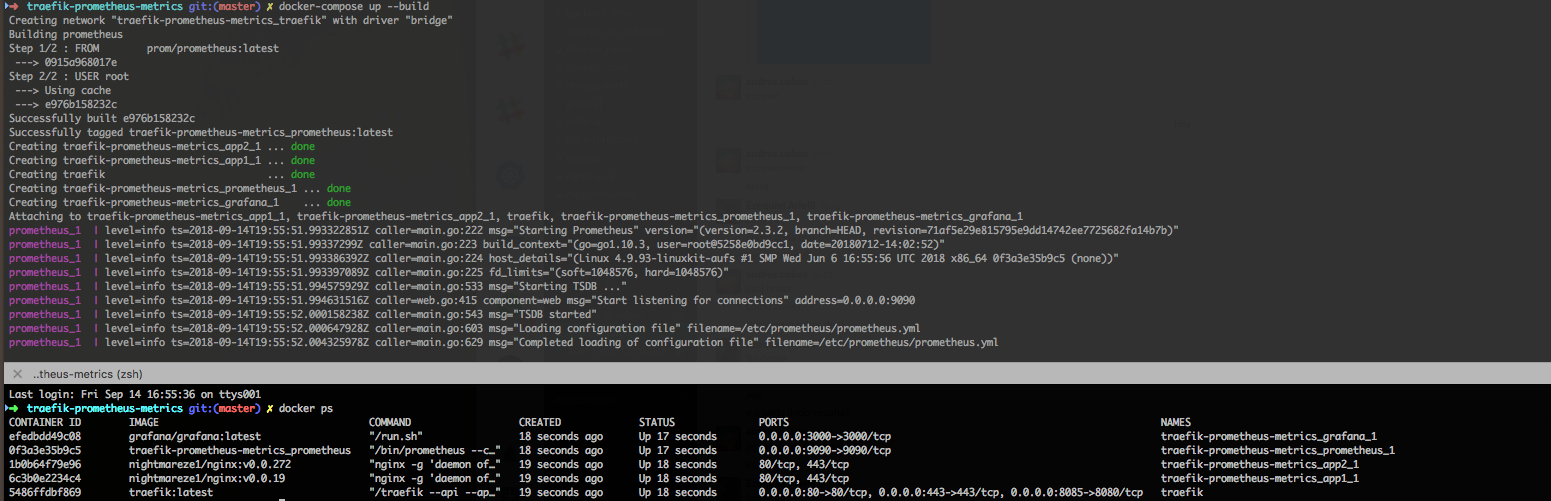 ➜ traefik-prometheus-metrics git:(master) ✗ docker-compose up --build
Creating network "traefik-prometheus-metrics_traefik" with driver "bridge"
Building prometheus
Step 1/2 : FROM prom/prometheus:latest
---> 0915a968017e
Step 2/2 : USER root
---> Using cache
---> e976b158232c
Successfully built e976b158232c
Successfully tagged traefik-prometheus-metrics_prometheus:latest
Creating traefik-prometheus-metrics_app2_1 ... done
Creating traefik-prometheus-metrics_app1_1 ... done
Creating traefik ... done
Creating traefik-prometheus-metrics_prometheus_1 ... done
Creating traefik-prometheus-metrics_grafana_1 ... done
Attaching to traefik-prometheus-metrics_app1_1, traefik-prometheus-metrics_app2_1, traefik, traefik-prometheus-metrics_prometheus_1, traefik-prometheus-metrics_grafana_1
prometheus_1 | level=info ts=2018-09-14T19:55:51.993322851Z caller=main.go:222 msg="Starting Prometheus" version="(version=2.3.2, branch=HEAD, revision=71af5e29e815795e9dd14742ee7725682fa14b7b)"
prometheus_1 | level=info ts=2018-09-14T19:55:51.99337299Z caller=main.go:223 build_context="(go=go1.10.3, user=root@5258e0bd9cc1, date=20180712-14:02:52)"
prometheus_1 | level=info ts=2018-09-14T19:55:51.993386392Z caller=main.go:224 host_details="(Linux 4.9.93-linuxkit-aufs #1 SMP Wed Jun 6 16:55:56 UTC 2018 x86_64 0f3a3e35b9c5 (none))"
prometheus_1 | level=info ts=2018-09-14T19:55:51.993397089Z caller=main.go:225 fd_limits="(soft=1048576, hard=1048576)"
prometheus_1 | level=info ts=2018-09-14T19:55:51.994575929Z caller=main.go:533 msg="Starting TSDB ..."
prometheus_1 | level=info ts=2018-09-14T19:55:51.994631516Z caller=web.go:415 component=web msg="Start listening for connections" address=0.0.0.0:9090
prometheus_1 | level=info ts=2018-09-14T19:55:52.000158238Z caller=main.go:543 msg="TSDB started"
prometheus_1 | level=info ts=2018-09-14T19:55:52.000647928Z caller=main.go:603 msg="Loading configuration file" filename=/etc/prometheus/prometheus.yml
prometheus_1 | level=info ts=2018-09-14T19:55:52.004325978Z caller=main.go:629 msg="Completed loading of configuration file" filename=/etc/prometheus/prometheus.yml
..theus-metrics (zsh)
Last login: Fri Sep 14 16:55:36 on ttys001
➜ traefik-prometheus-metrics git:(master) ✗ docker ps
CONTAINER ID IMAGE COMMAND CREATED STATUS PORTS NAMES
efedbdd49c08 grafana/grafana:latest "/run.sh" 18 seconds ago Up 17 seconds 0.0.0.0:3000->3000/tcp traefik-prometheus-metrics_grafana_1
0f3a3e35b9c5 traefik-prometheus-metrics_prometheus "/bin/prometheus --c…" 18 seconds ago Up 17 seconds 0.0.0.0:9090->9090/tcp traefik-prometheus-metrics_prometheus_1
1b0b64f79e96 nightmareze1/nginx:v0.0.272 "nginx -g 'daemon of…" 19 seconds ago Up 18 seconds 80/tcp, 443/tcp traefik-prometheus-metrics_app2_1
6c3b0e2234c4 nightmareze1/nginx:v0.0.19 "nginx -g 'daemon of…" 19 seconds ago Up 18 seconds 80/tcp, 443/tcp traefik-prometheus-metrics_app1_1
5486ffdbf869 traefik:latest "/traefik --api --ap…" 19 seconds ago Up 18 seconds 0.0.0.0:80->80/tcp, 0.0.0.0:443->443/tcp, 0.0.0.0:8085->8080/tcp traefik